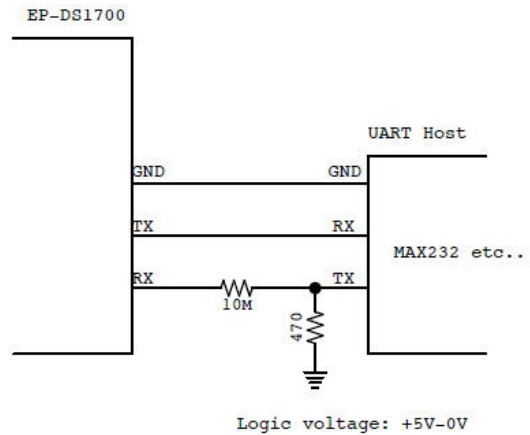 EP-DS1700
UART Host
GND GND
TX RX
MAX232 etc..
RX TX
10M
470
Logic voltage: +5V-0V